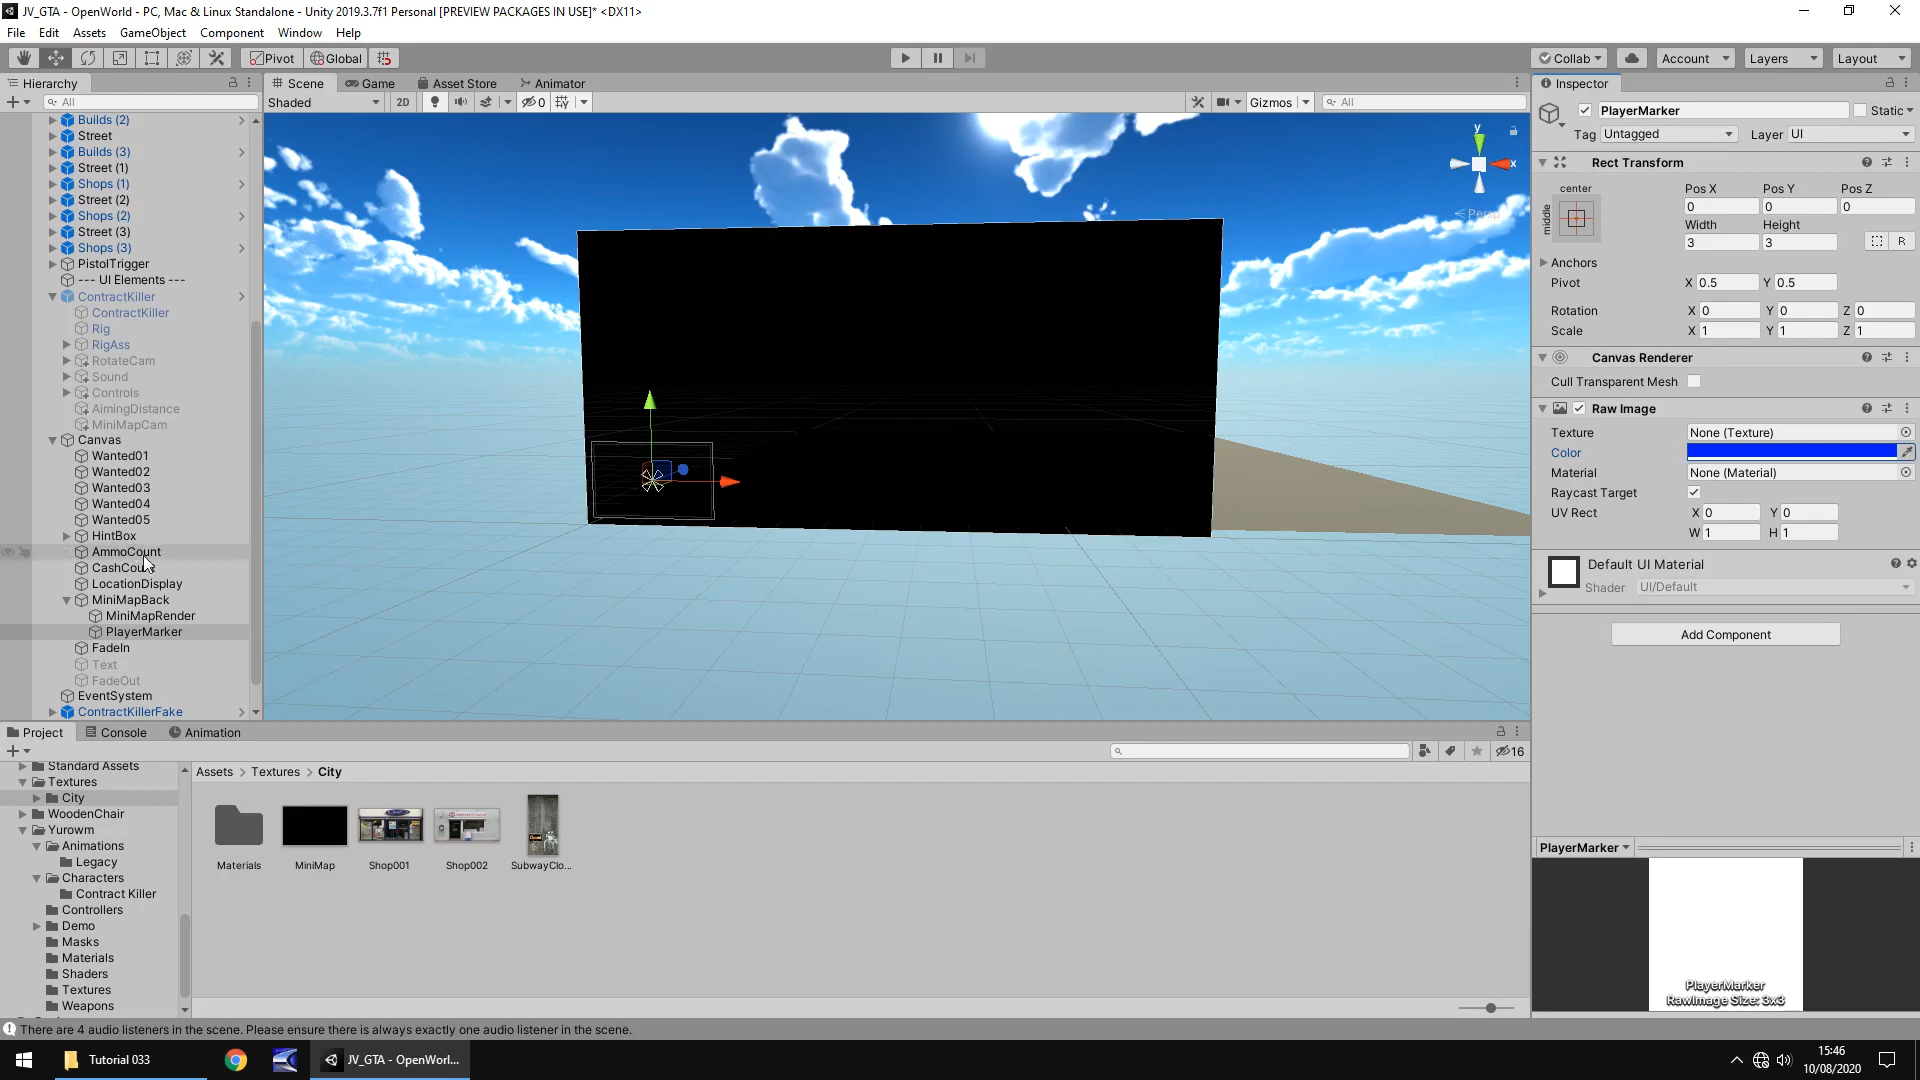 JV_GTA - OpenWorld - PC, Mac & Linux Standalone - Unity 2019.3.7f1 Personal [PREVIEW PACKAGES IN USE]* <DX11>
File Edit Assets GameObject Component Window Help
Pivot Global Collab Account Layers Layout
Hierarchy
All
Builds (2)
Street
Builds (3)
Street (1)
Shops (1)
Street (2)
Shops (2)
Street (3)
Shops (3)
PistolTrigger
--- UI Elements ---
ContractKiller
ContractKiller
Rig
RigAss
RotateCam
Sound
Controls
AimingDistance
MiniMapCam
Canvas
Wanted01
Wanted02
Wanted03
Wanted04
Wanted05
HintBox
AmmoCount
LocationDisplay
MiniMapBack
MiniMapRender
PlayerMarker
FadeIn
Text
FadeOut
EventSystem
ContractKillerFake
Scene Game Asset Store Animator
Shaded 2D 0 Gizmos All
y
x
Persp
Inspector
PlayerMarker Static
Tag Untagged Layer UI
Rect Transform
center
middle
Pos X Pos Y Pos Z
0 0 0
Width Height
3 3 R
Anchors
Pivot X 0.5 Y 0.5
Rotation X 0 Y 0 Z 0
Scale X 1 Y 1 Z 1
Canvas Renderer
Cull Transparent Mesh
Raw Image
Texture None (Texture)
Color
Material None (Material)
Raycast Target
UV Rect X 0 Y 0
W 1 H 1
Default UI Material
Shader UI/Default
Add Component
PlayerMarker
PlayerMarker
RawImage Size: 3x3
Project Console Animation
16
Standard Assets
Textures
City
WoodenChair
Yurowm
Animations
Legacy
Characters
Contract Killer
Controllers
Demo
Masks
Materials
Shaders
Textures
Weapons
Assets > Textures > City
Materials MiniMap Shop001 Shop002 SubwayClo...
There are 4 audio listeners in the scene. Please ensure there is always exactly one audio listener in the scene.
Tutorial 033
JV_GTA - OpenWorl...
15:46
10/08/2020